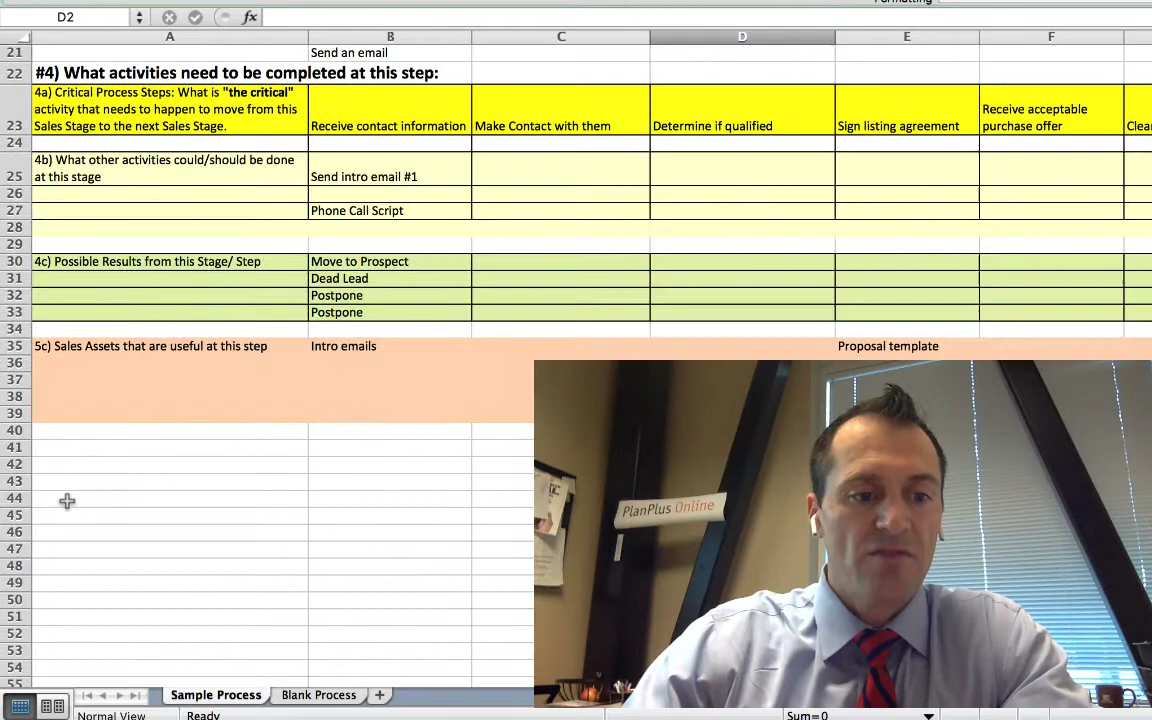 D2 fx
A B C D E F
21 Send an email
22 #4) What activities need to be completed at this step:
4a) Critical Process Steps: What is "the critical"
activity that needs to happen to move from this
Sales Stage to the next Sales Stage.
23 Receive contact information Make Contact with them Determine if qualified Sign listing agreement
Receive acceptable
purchase offer
24
4b) What other activities could/should be done
at this stage
25 Send intro email #1
26
27 Phone Call Script
28
29
30 4c) Possible Results from this Stage/ Step Move to Prospect
31 Dead Lead
32 Postpone
33 Postpone
34
35 5c) Sales Assets that are useful at this step Intro emails Proposal template
36
37
38
39
40
41
42
43
44
45
46
47
48
49
50
51
52
53
54
55
PlanPlus Online
Sample Process Blank Process +
Normal View Ready Sum=0